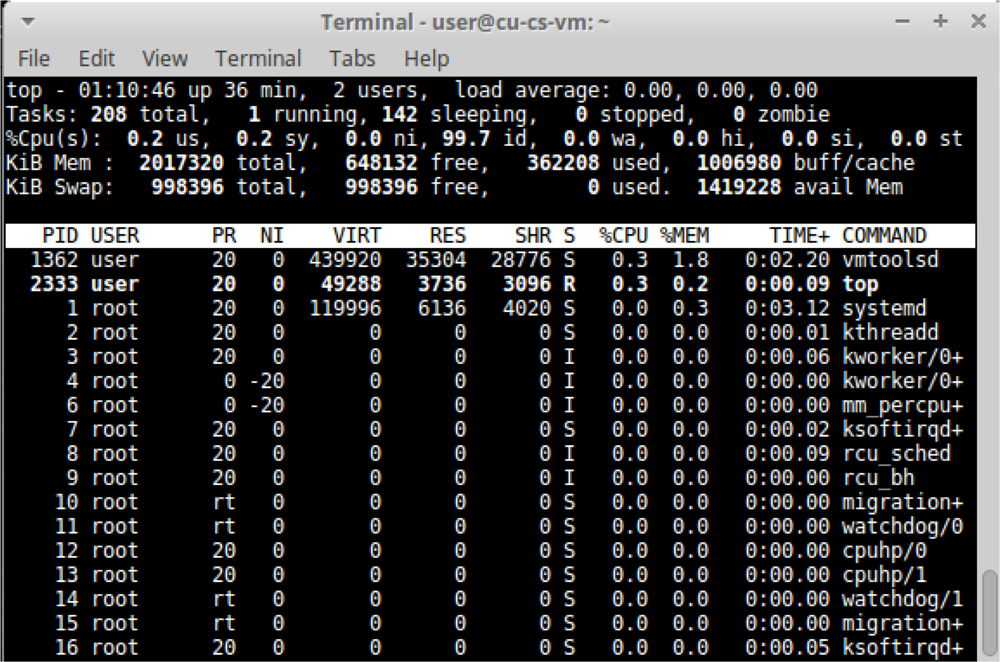 Terminal - user@cu-cs-vm: ~
File Edit View Terminal Tabs Help
top - 01:10:46 up 36 min,  2 users,  load average: 0.00, 0.00, 0.00
Tasks: 208 total,   1 running, 142 sleeping,   0 stopped,   0 zombie
%Cpu(s):  0.2 us,  0.2 sy,  0.0 ni, 99.7 id,  0.0 wa,  0.0 hi,  0.0 si,  0.0 st
KiB Mem :  2017320 total,   648132 free,   362208 used,  1006980 buff/cache
KiB Swap:   998396 total,   998396 free,        0 used.  1419228 avail Mem
PID USER      PR  NI    VIRT    RES    SHR S  %CPU %MEM     TIME+ COMMAND
1362 user      20   0  439920  35304  28776 S   0.3  1.8   0:02.20 vmtoolsd
2333 user      20   0   49288   3736   3096 R   0.3  0.2   0:00.09 top
1 root      20   0  119996   6136   4020 S   0.0  0.3   0:03.12 systemd
2 root      20   0       0      0      0 S   0.0  0.0   0:00.01 kthreadd
3 root      20   0       0      0      0 I   0.0  0.0   0:00.06 kworker/0+
4 root       0 -20       0      0      0 I   0.0  0.0   0:00.00 kworker/0+
6 root       0 -20       0      0      0 I   0.0  0.0   0:00.00 mm_percpu+
7 root      20   0       0      0      0 S   0.0  0.0   0:00.02 ksoftirqd+
8 root      20   0       0      0      0 I   0.0  0.0   0:00.09 rcu_sched
9 root      20   0       0      0      0 I   0.0  0.0   0:00.00 rcu_bh
10 root      rt   0       0      0      0 S   0.0  0.0   0:00.00 migration+
11 root      rt   0       0      0      0 S   0.0  0.0   0:00.00 watchdog/0
12 root      20   0       0      0      0 S   0.0  0.0   0:00.00 cpuhp/0
13 root      20   0       0      0      0 S   0.0  0.0   0:00.00 cpuhp/1
14 root      rt   0       0      0      0 S   0.0  0.0   0:00.00 watchdog/1
15 root      rt   0       0      0      0 S   0.0  0.0   0:00.00 migration+
16 root      20   0       0      0      0 S   0.0  0.0   0:00.05 ksoftirqd+